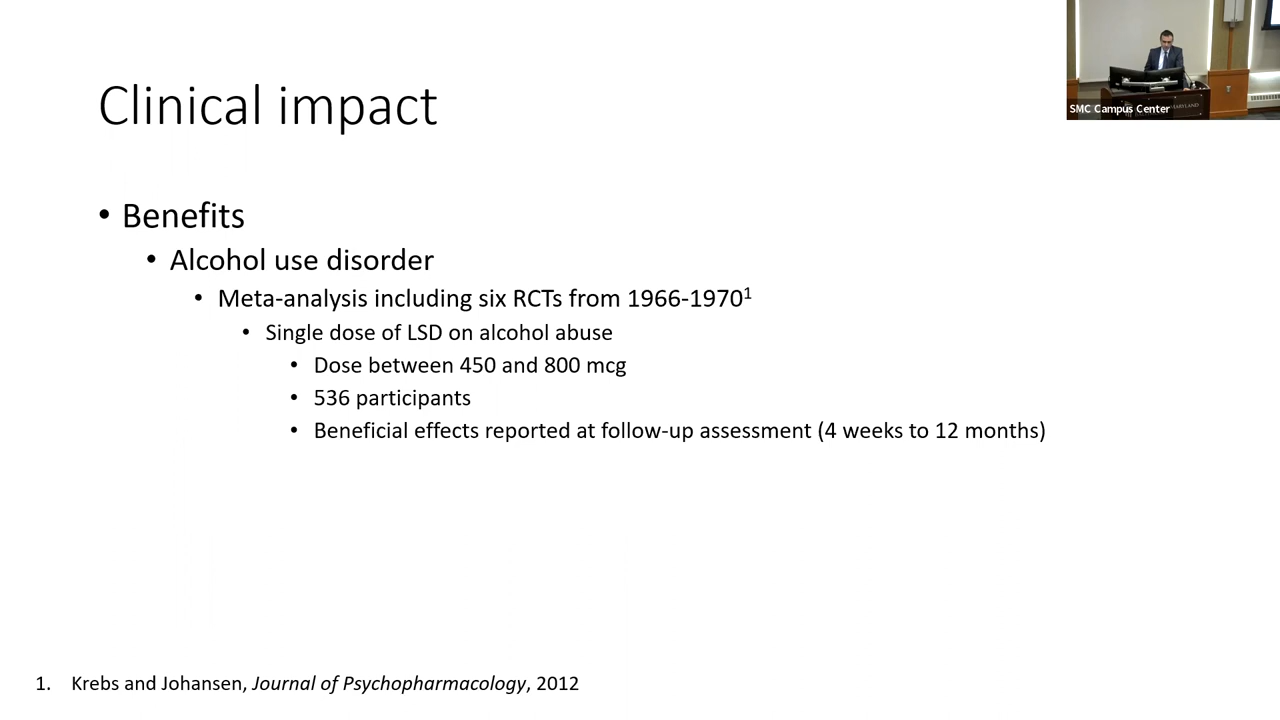 Clinical impact
SMC Campus Center
MARYLAND
• Benefits
• Alcohol use disorder
• Meta-analysis including six RCTs from 1966-1970¹
• Single dose of LSD on alcohol abuse
• Dose between 450 and 800 mcg
• 536 participants
• Beneficial effects reported at follow-up assessment (4 weeks to 12 months)
1. Krebs and Johansen, Journal of Psychopharmacology, 2012